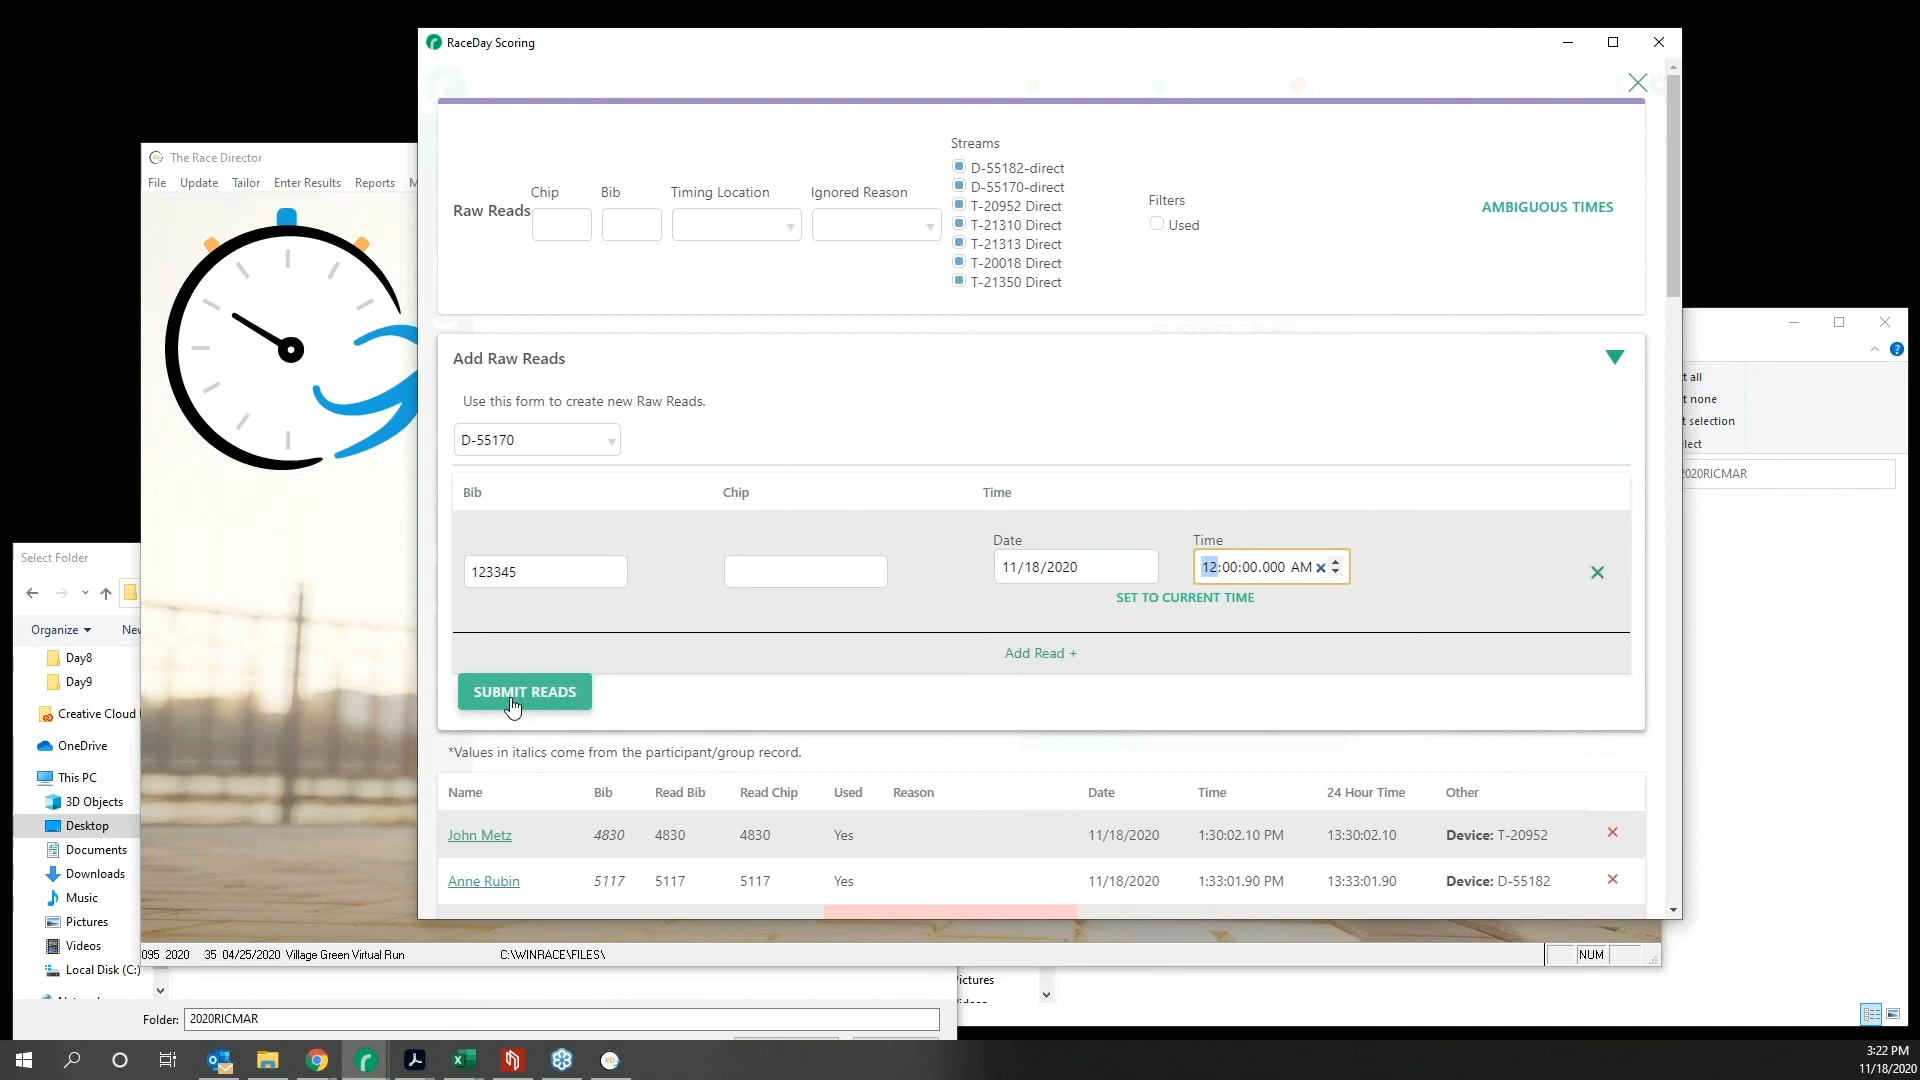 RaceDay Scoring
The Race Director
File Update Tailor Enter Results Reports M
Raw Reads
Chip
Bib
Timing Location
Ignored Reason
Streams
D-55182-direct
D-55170-direct
T-20952 Direct
T-21310 Direct
T-21313 Direct
T-20018 Direct
T-21350 Direct
Filters
Used
AMBIGUOUS TIMES
Add Raw Reads
Use this form to create new Raw Reads.
D-55170
Bib Chip Time
Date Time
123345 11/18/2020 12:00:00.000 AM
SET TO CURRENT TIME
Add Read +
SUBMIT READS
*Values in italics come from the participant/group record.
Name Bib Read Bib Read Chip Used Reason Date Time 24 Hour Time Other
John Metz 4830 4830 4830 Yes 11/18/2020 1:30:02.10 PM 13:30:02.10 Device: T-20952
Anne Rubin 5117 5117 5117 Yes 11/18/2020 1:33:01.90 PM 13:33:01.90 Device: D-55182
t all
t none
t selection
lect
2020RICMAR
Select Folder
Organize New
Day8
Day9
Creative Cloud
OneDrive
This PC
3D Objects
Desktop
Documents
Downloads
Music
Pictures
Videos
Local Disk (C:)
095 2020 35 04/25/2020 Village Green Virtual Run C:\WINRACE\FILES\ NUM
ictures
Folder: 2020RICMAR
3:22 PM
11/18/2020